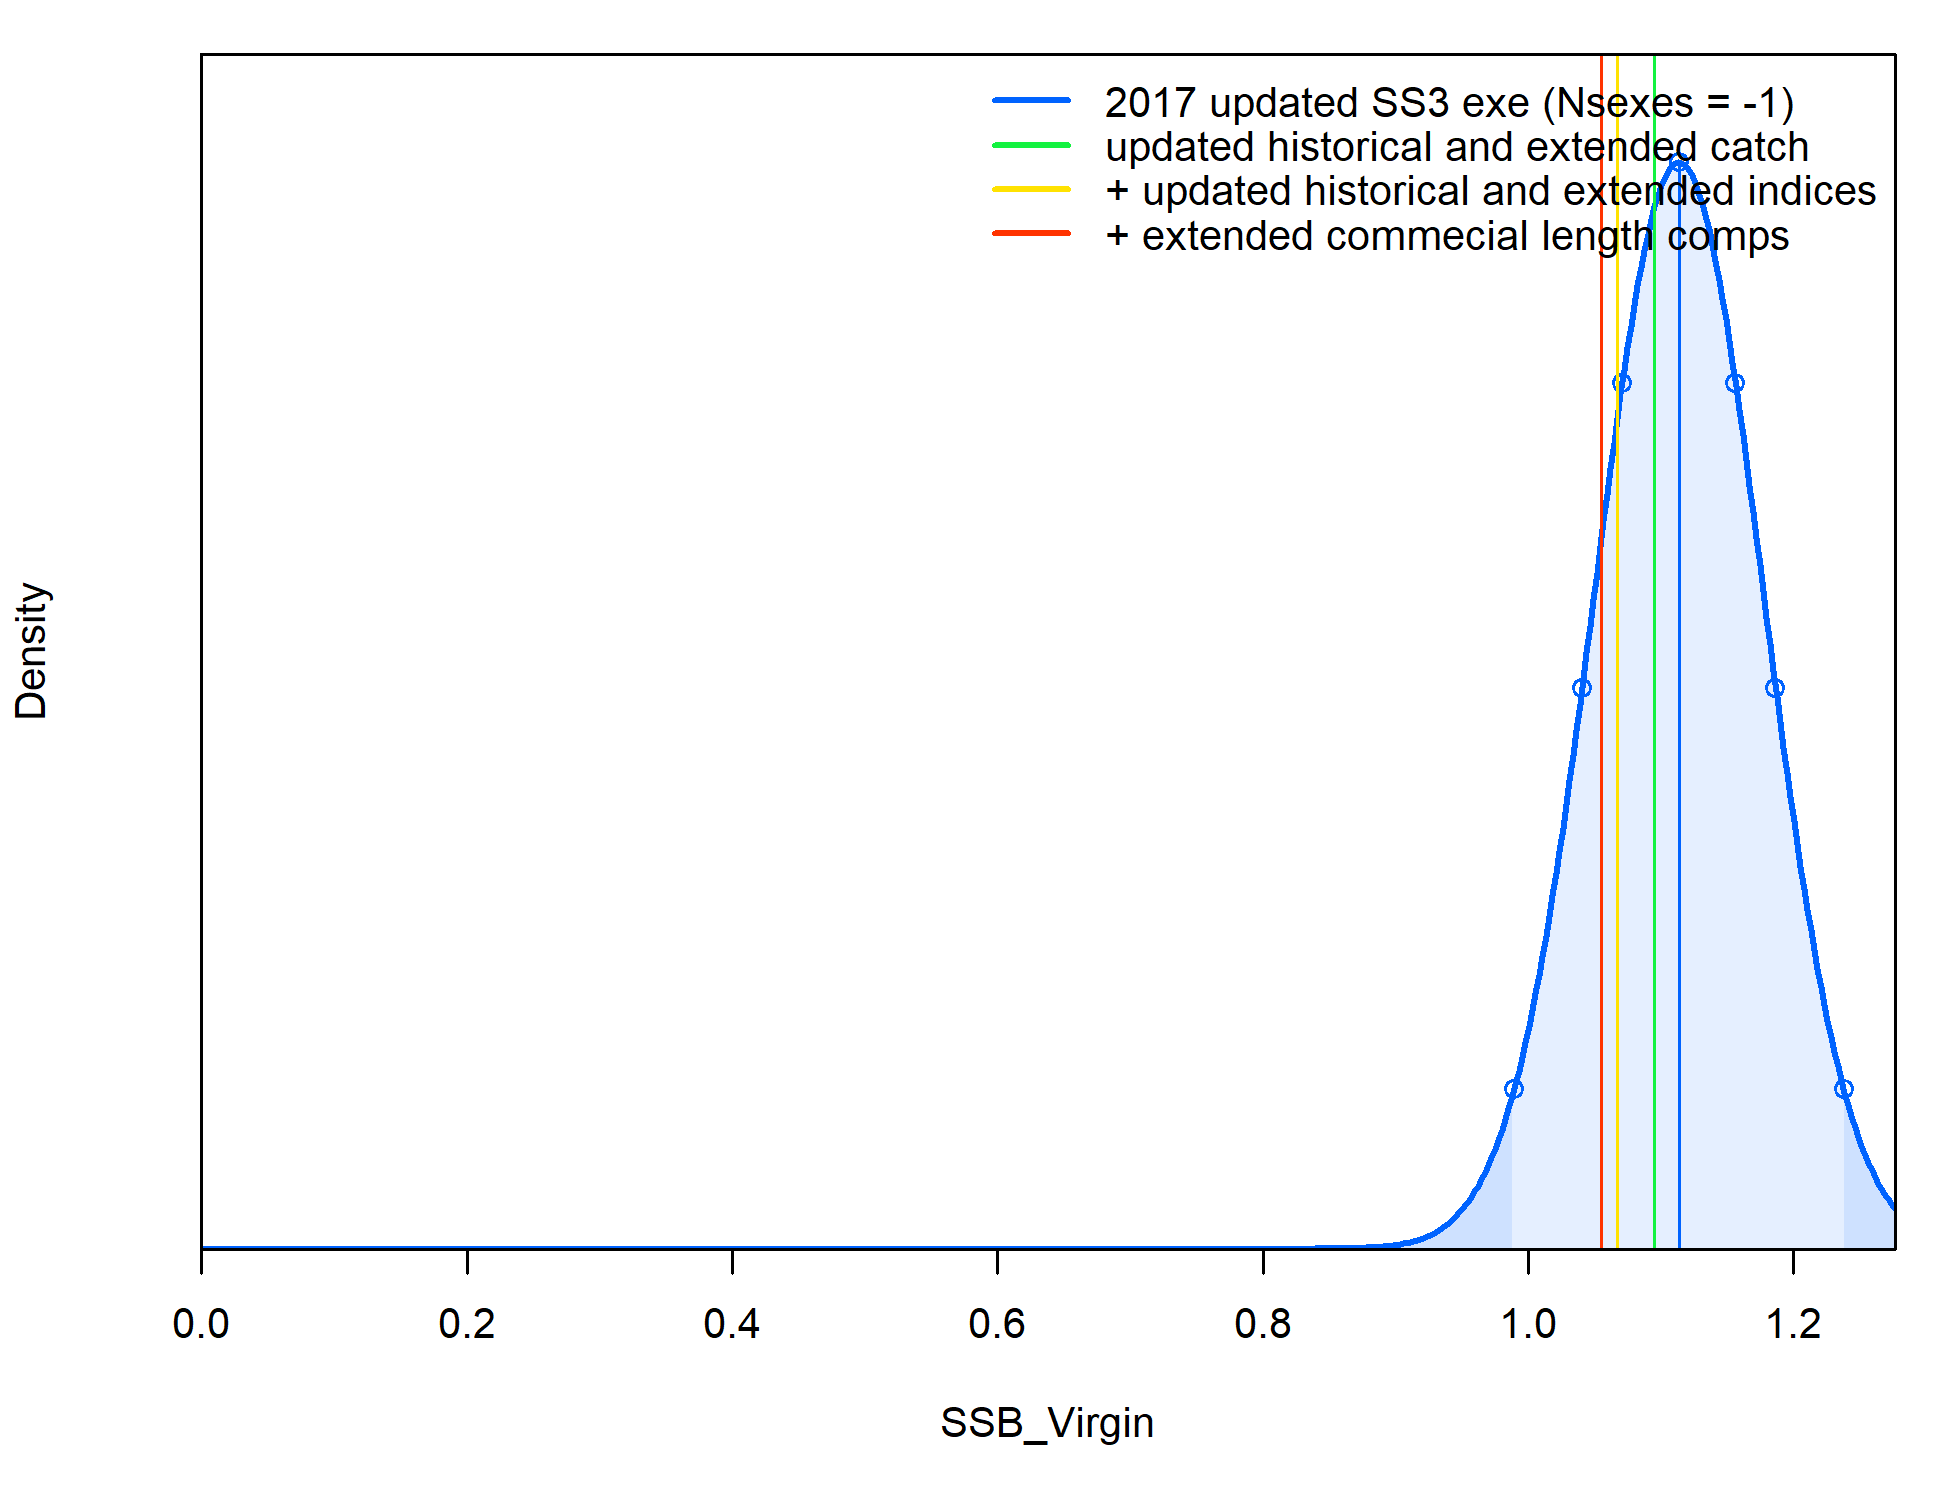 2017 updated SS3 exe (Nsexes = -1)
updated historical and extended catch
+ updated historical and extended indices
+ extended commecial length comps
Density
0.0 0.2 0.4 0.6 0.8 1.0 1.2
SSB_Virgin